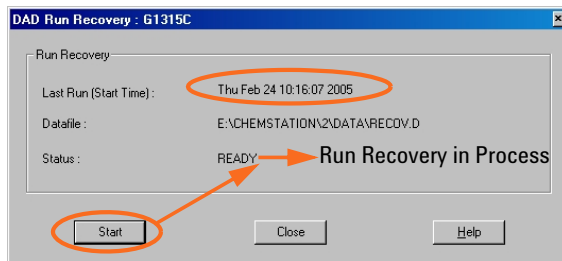 DAD Run Recovery : G1315C
Run Recovery
Last Run (Start Time) : Thu Feb 24 10:16:07 2005
Datafile : E:\CHEMSTATION\2\DATA\RECOV.D
Status : READY Run Recovery in Process
Start Close Help